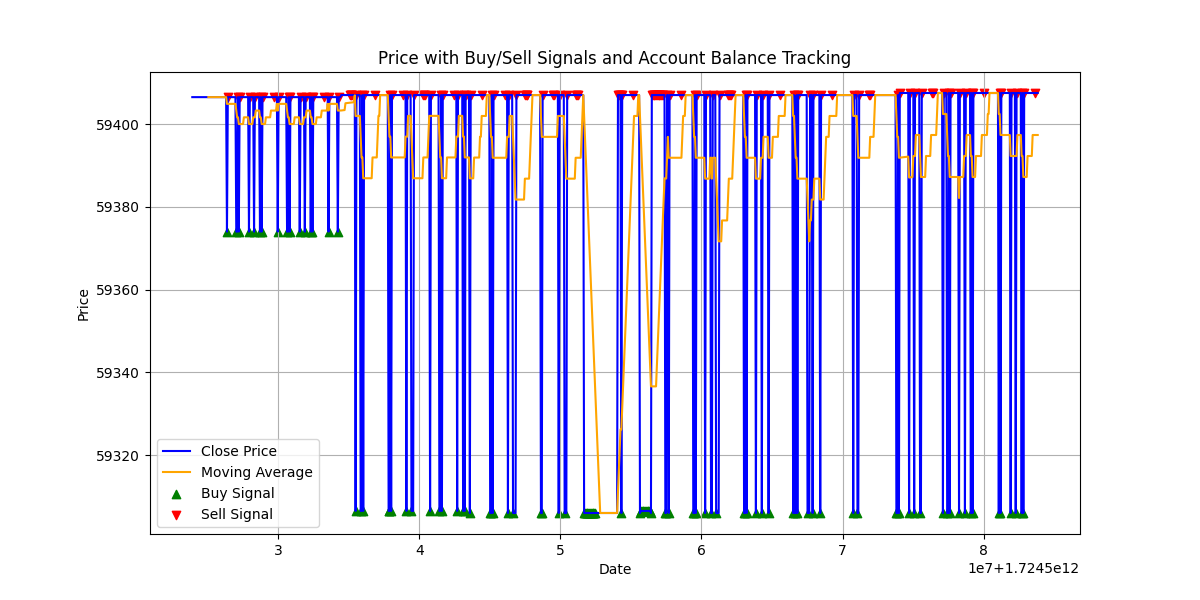 Price with Buy/Sell Signals and Account Balance Tracking
Price
59400
59380
59360
59340
59320
Close Price
Moving Average
Buy Signal
Sell Signal
3 4 5 6 7 8
Date
1e7+1.7245e12